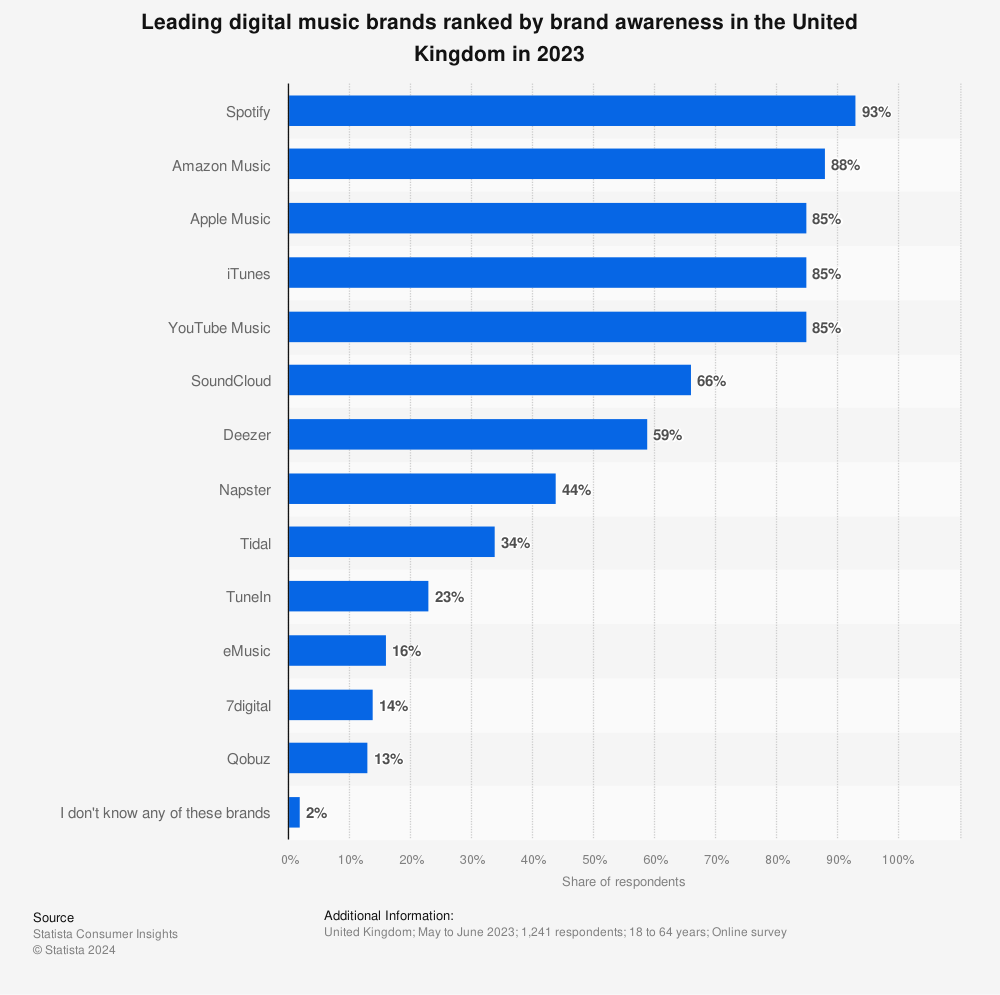 Leading digital music brands ranked by brand awareness in the United
Kingdom in 2023
Spotify 93%
Amazon Music 88%
Apple Music 85%
iTunes 85%
YouTube Music 85%
SoundCloud 66%
Deezer 59%
Napster 44%
Tidal 34%
TuneIn 23%
eMusic 16%
7digital 14%
Qobuz 13%
I don't know any of these brands 2%
0% 10% 20% 30% 40% 50% 60% 70% 80% 90% 100%
Share of respondents
Source
Statista Consumer Insights
© Statista 2024
Additional Information:
United Kingdom; May to June 2023; 1,241 respondents; 18 to 64 years; Online survey